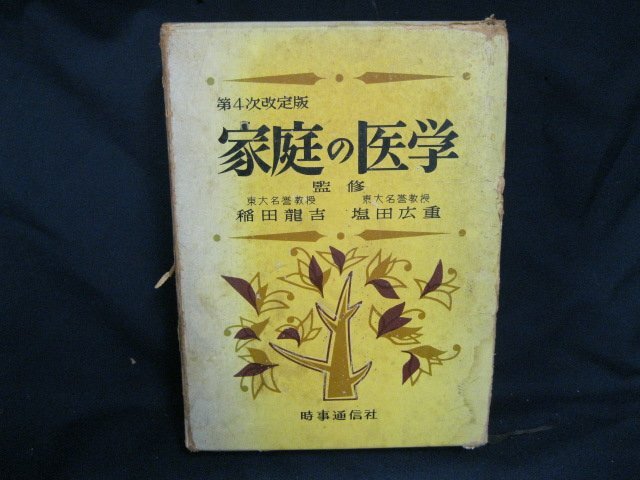 第4次改定版
家庭の医学
監修
東大名誉教授 東大名誉教授
稲田龍吉 塩田広重
時事通信社